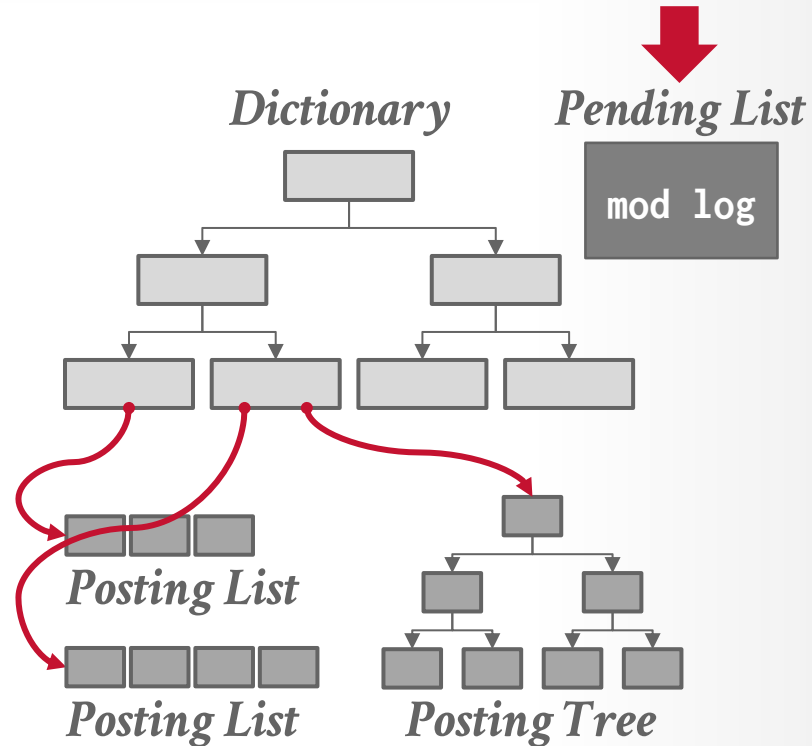 Dictionary
Pending List
mod log
Posting List
Posting List
Posting Tree